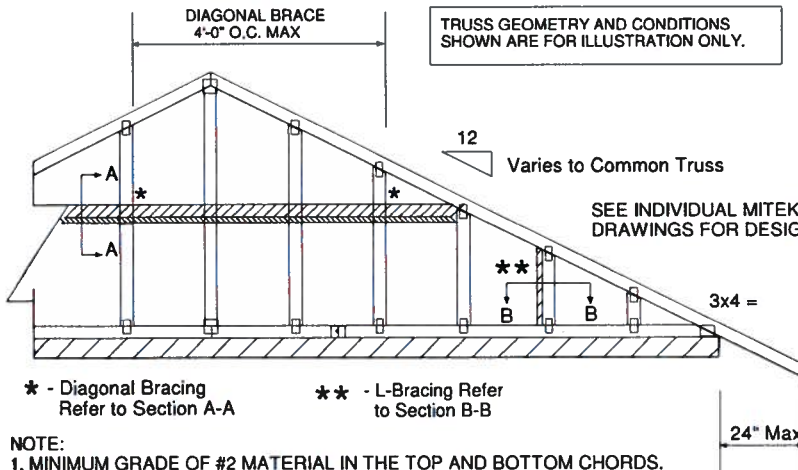 DIAGONAL BRACE
4'-0" O.C. MAX
TRUSS GEOMETRY AND CONDITIONS
SHOWN ARE FOR ILLUSTRATION ONLY.
12
Varies to Common Truss
A
*
*
SEE INDIVIDUAL MITEK
DRAWINGS FOR DESIG
A
**
B
B
3x4 =
* - Diagonal Bracing
Refer to Section A-A
** - L-Bracing Refer
to Section B-B
24" Max
NOTE:
1. MINIMUM GRADE OF #2 MATERIAL IN THE TOP AND BOTTOM CHORDS.